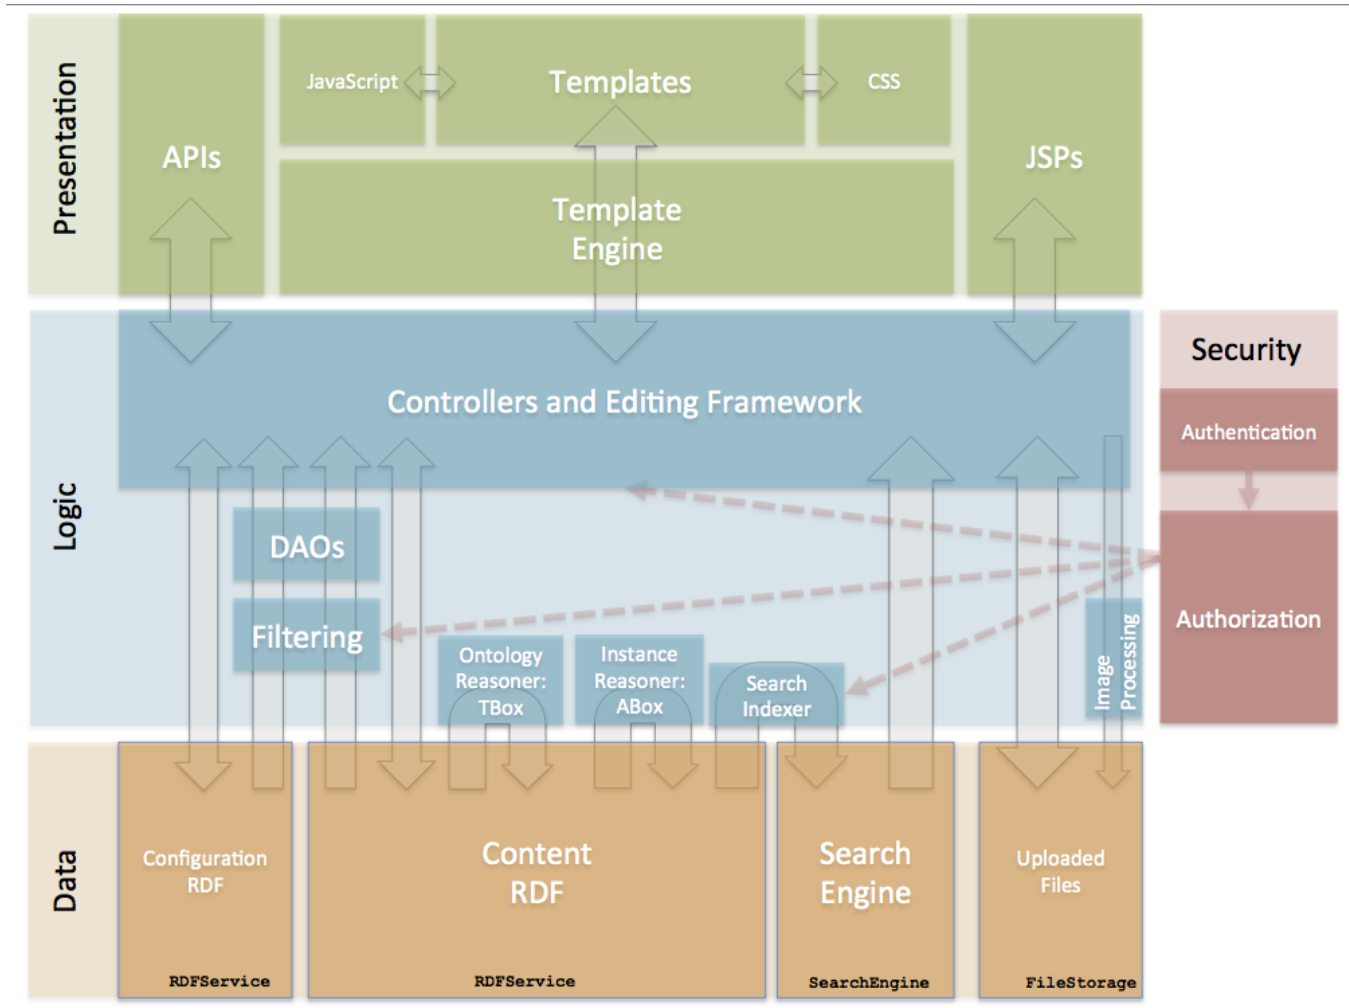 Presentation
APIs
JavaScript
Templates
CSS
JSPs
Template
Engine
Logic
Controllers and Editing Framework
DAOs
Filtering
Ontology
Reasoner:
TBox
Instance
Reasoner:
ABox
Search
Indexer
Image
Processing
Security
Authentication
Authorization
Data
Configuration
RDF
RDFService
Content
RDF
RDFService
Search
Engine
SearchEngine
Uploaded
Files
FileStorage